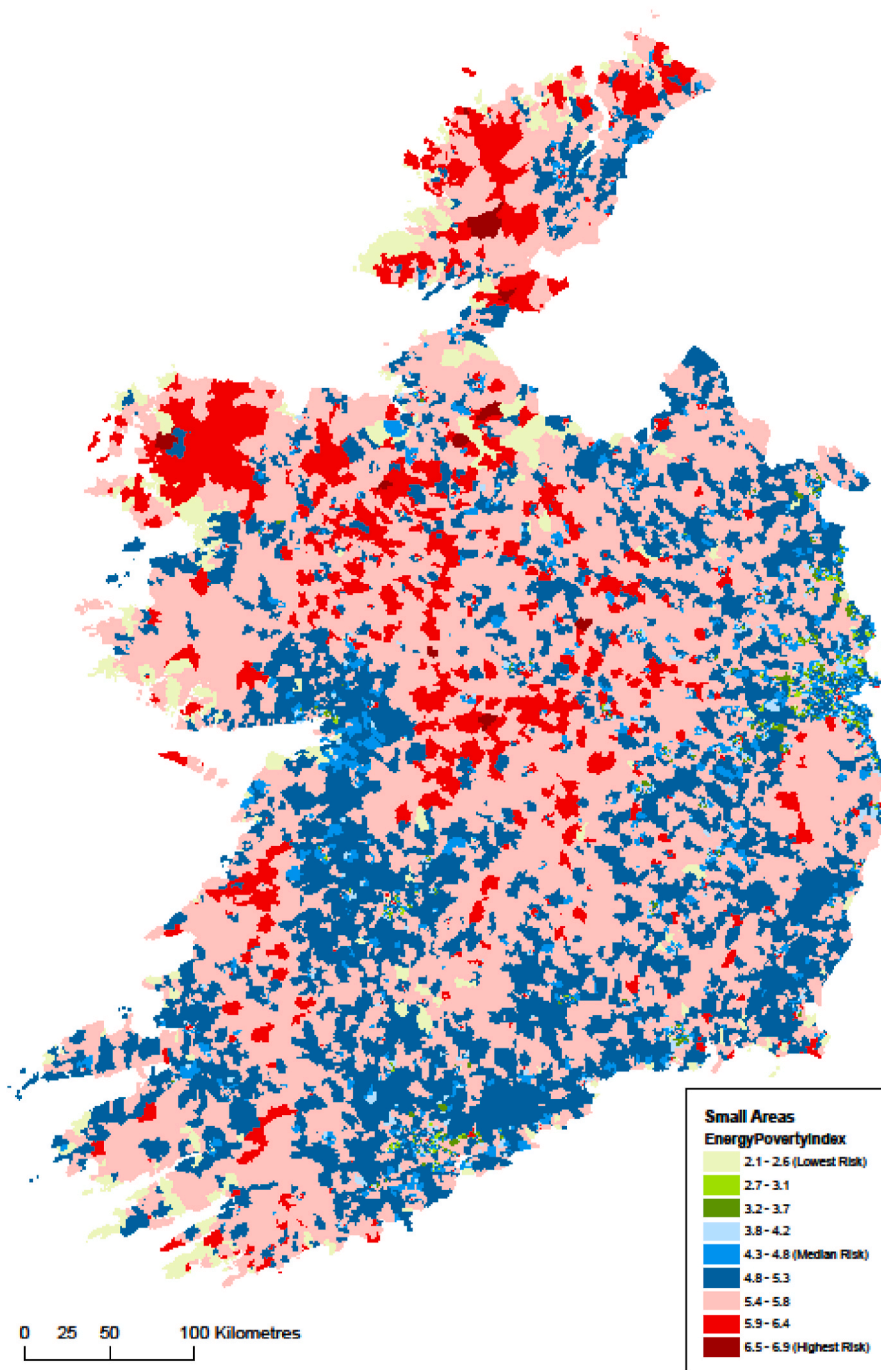 Small Areas
EnergyPovertyIndex
2.1 - 2.6 (Lowest Risk)
2.7 - 3.1
3.2 - 3.7
3.8 - 4.2
4.3 - 4.8 (Median Risk)
4.8 - 5.3
5.4 - 5.8
5.9 - 6.4
6.5 - 6.9 (Highest Risk)
0 25 50 100 Kilometres